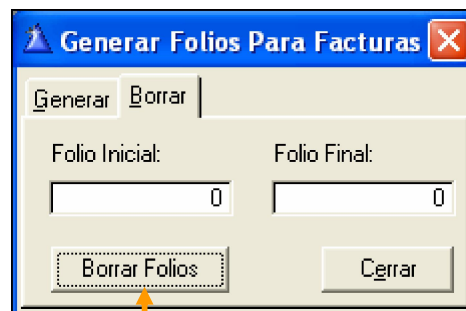 Generar Folios Para Facturas
Generar Borrar
Folio Inicial: Folio Final:
0 0
Borrar Folios Cerrar